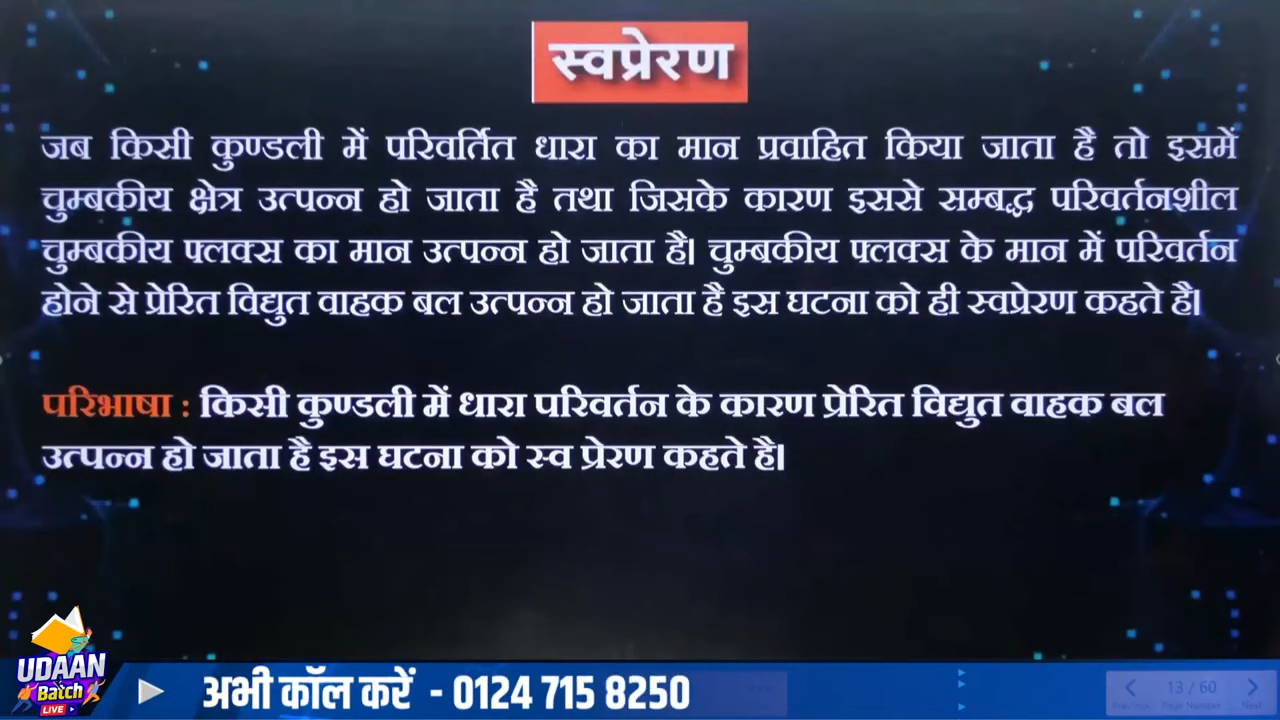 स्वप्रेरण
जब किसी कुण्डली में परिवर्तित धारा का मान प्रवाहित किया जाता है तो इसमें
चुम्बकीय क्षेत्र उत्पन्न हो जाता है तथा जिसके कारण इससे सम्बद्ध परिवर्तनशील
चुम्बकीय फ्लक्स का मान उत्पन्न हो जाता है। चुम्बकीय फ्लक्स के मान में परिवर्तन
होने से प्रेरित विद्युत वाहक बल उत्पन्न हो जाता है इस घटना को ही स्वप्रेरण कहते है।
परिभाषा : किसी कुण्डली में धारा परिवर्तन के कारण प्रेरित विद्युत वाहक बल
उत्पन्न हो जाता है इस घटना को स्व प्रेरण कहते है।
UDAAN
Batch
LIVE
अभी कॉल करें - 0124 715 8250
13 / 60
Page Number
Next